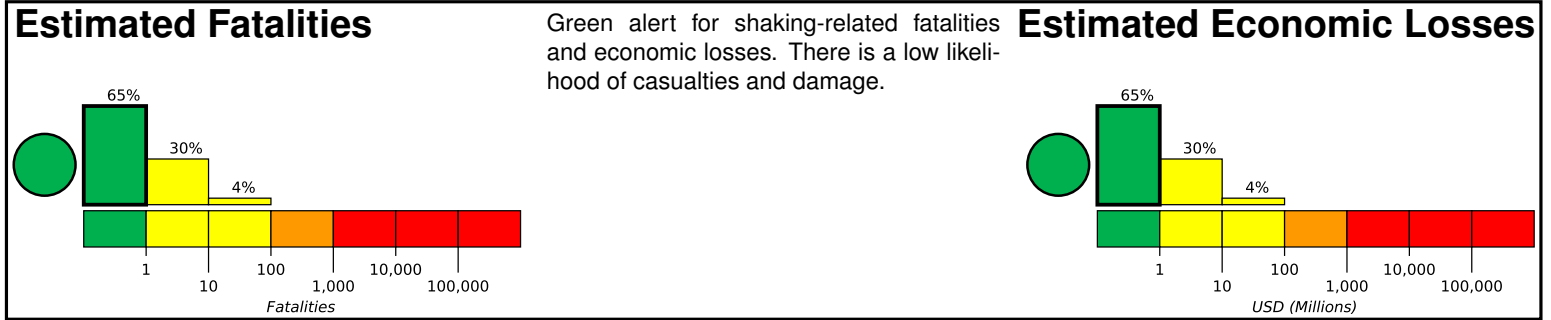 Estimated Fatalities
65%
30%
4%
1
10
100
1,000
10,000
100,000
Fatalities
Green alert for shaking-related fatalities
and economic losses. There is a low likeli-
hood of casualties and damage.
Estimated Economic Losses
65%
30%
4%
1
10
100
1,000
10,000
100,000
USD (Millions)